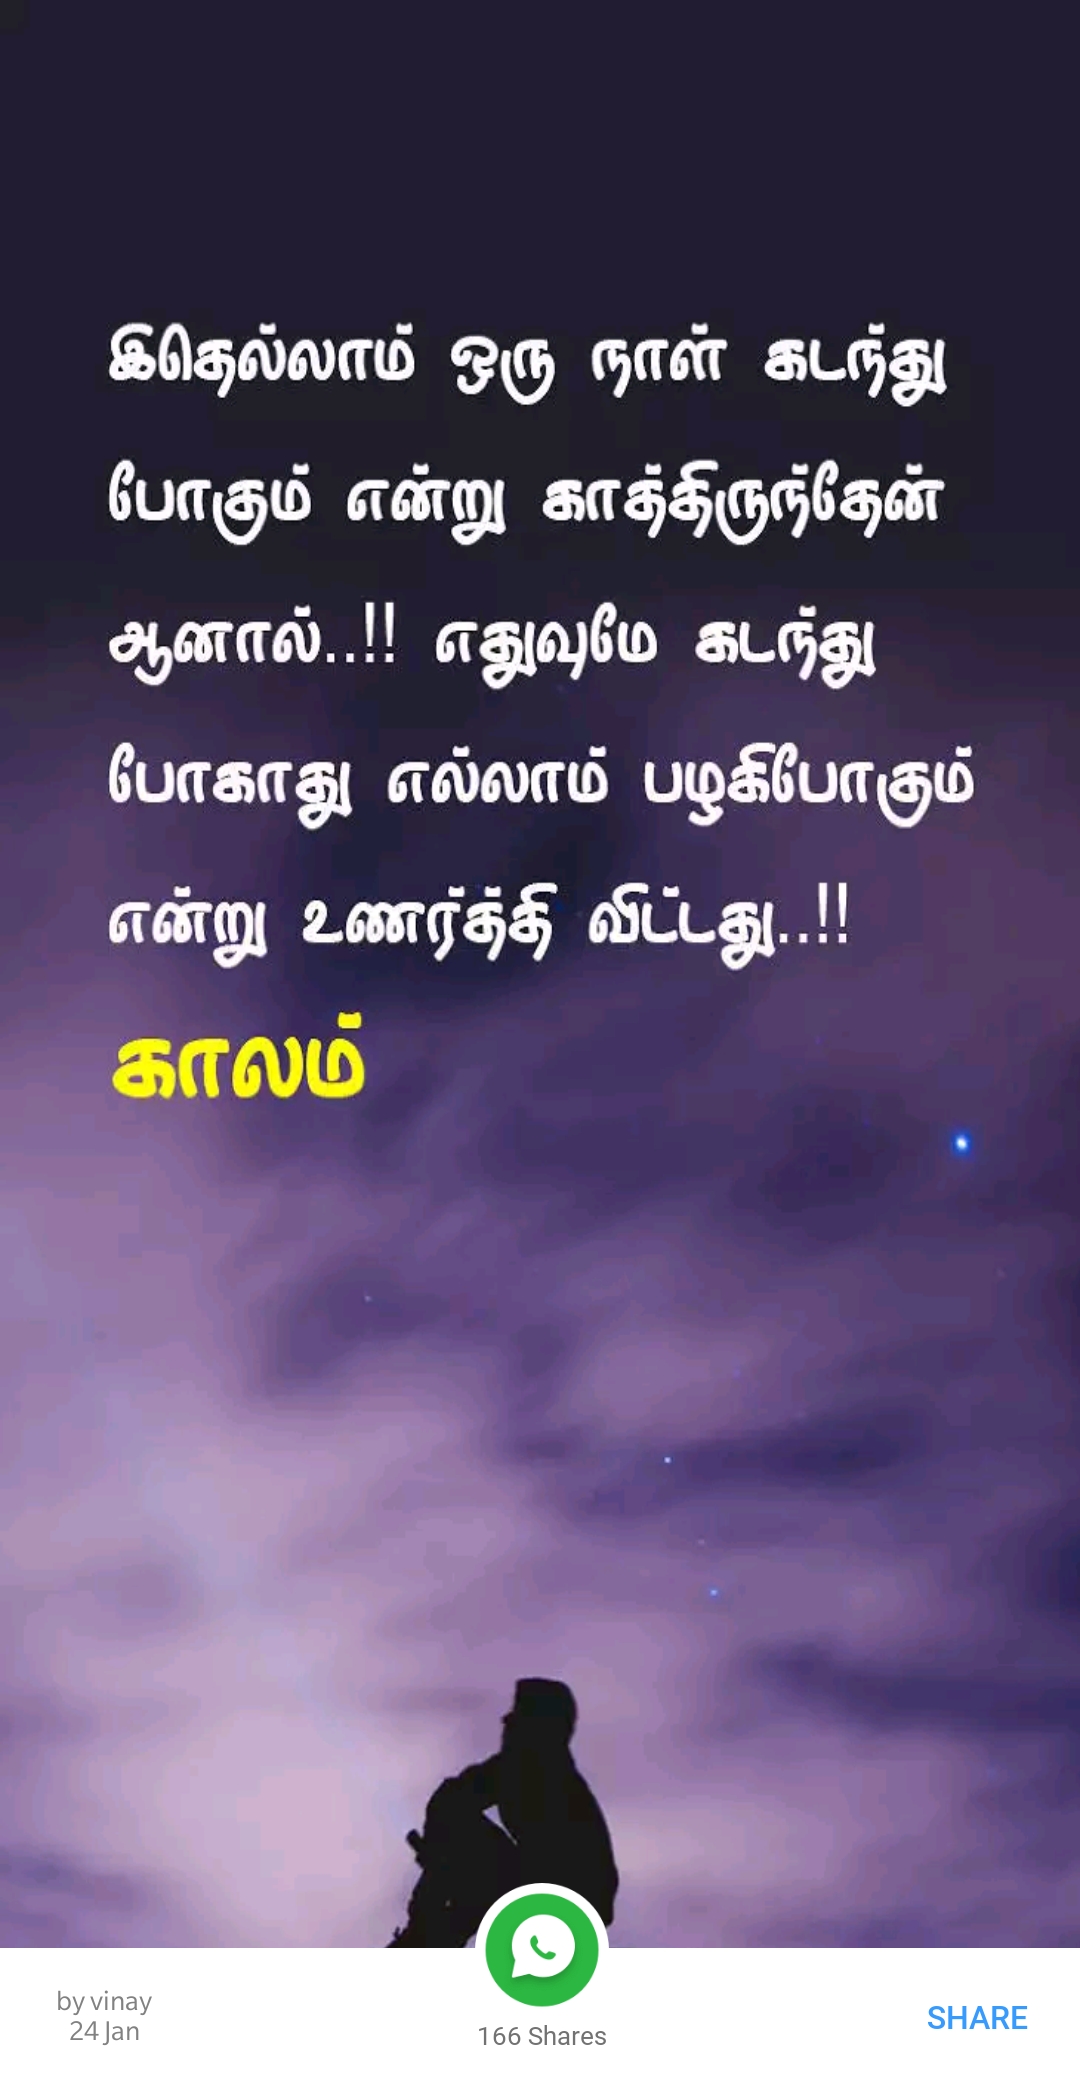 இதெல்லாம் ஒரு நாள் கடந்து
போகும் என்று காத்திருந்தேன்
ஆனால்..!! எதுவுமே கடந்து
போகாது எல்லாம் பழகிபோகும்
என்று உணர்த்தி விட்டது..!!
காலம்
by vinay
24 Jan
166 Shares
SHARE